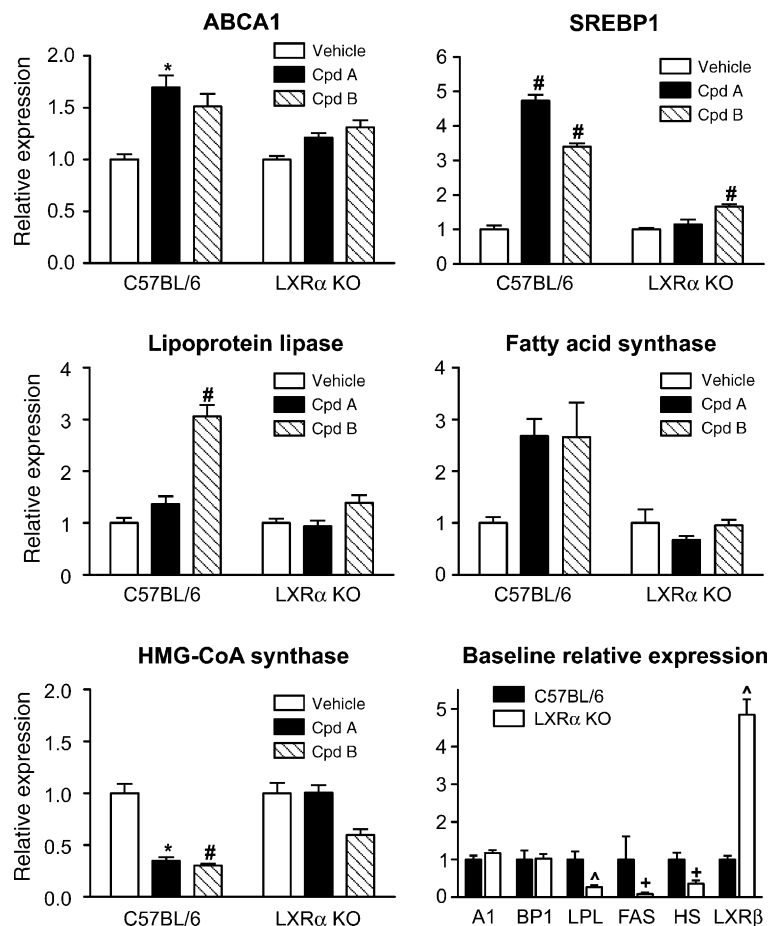 ABCA1
Relative expression
2.0
1.5
1.0
0.5
0.0
*
Vehicle
Cpd A
Cpd B
C57BL/6 LXRα KO
SREBP1
6
5
4
3
2
1
0
# # #
Vehicle
Cpd A
Cpd B
C57BL/6 LXRα KO
Lipoprotein lipase
Relative expression
4
3
2
1
0
#
Vehicle
Cpd A
Cpd B
C57BL/6 LXRα KO
Fatty acid synthase
4
3
2
1
0
Vehicle
Cpd A
Cpd B
C57BL/6 LXRα KO
HMG-CoA synthase
Relative expression
2.0
1.5
1.0
0.5
0.0
* #
Vehicle
Cpd A
Cpd B
C57BL/6 LXRα KO
Baseline relative expression
5
4
3
2
1
0
C57BL/6
LXRα KO
^ + + ^
A1 BP1 LPL FAS HS LXRβ